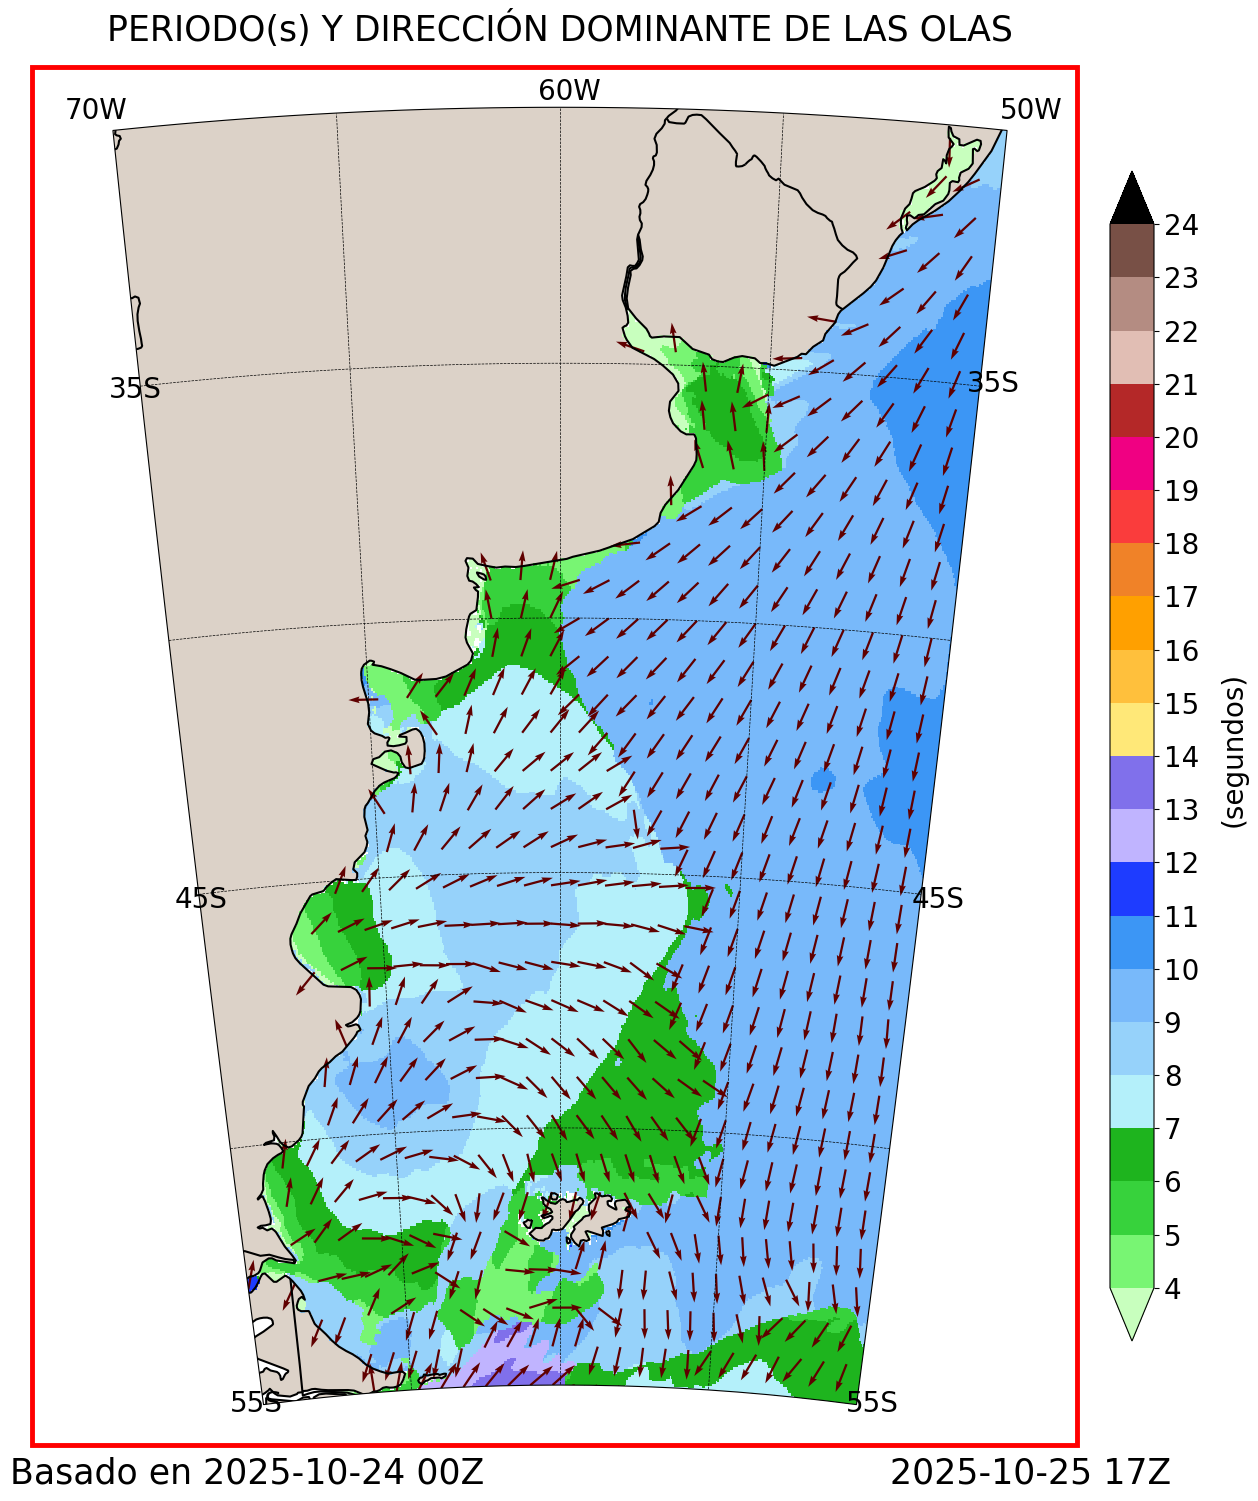 PERIODO(s) Y DIRECCIÓN DOMINANTE DE LAS OLAS
70W
60W
50W
35S
35S
45S
45S
55S
55S
24
23
22
21
20
19
18
17
16
15
14
13
12
11
10
9
8
7
6
5
4
(segundos)
Basado en 2025-10-24 00Z
2025-10-25 17Z